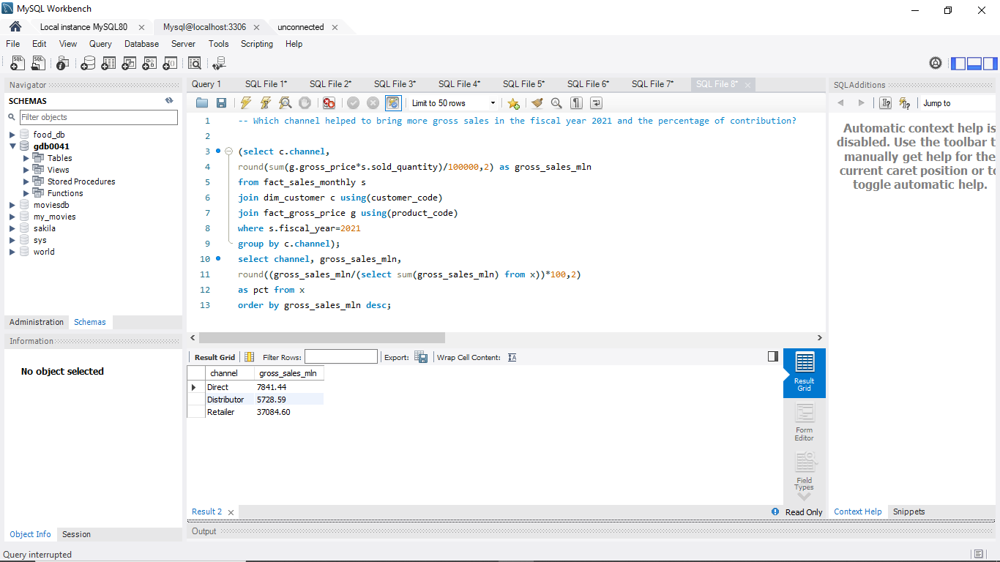 MySQL Workbench
Local instance MySQL80
Mysql@localhost:3306
unconnected
File Edit View Query Database Server Tools Scripting Help
Navigator
SCHEMAS
Filter objects
food_db
gdb0041
Tables
Views
Stored Procedures
Functions
moviesdb
my_movies
sakila
sys
world
Administration Schemas
Information
No object selected
Object Info Session
Query interrupted
Query 1 SQL File 1* SQL File 2* SQL File 3* SQL File 4* SQL File 5* SQL File 6* SQL File 7* SQL File 8*
Limit to 50 rows
1 -- Which channel helped to bring more gross sales in the fiscal year 2021 and the percentage of contribution?
2
3 (select c.channel,
4 round(sum(g.gross_price*s.sold_quantity)/100000,2) as gross_sales_mln
5 from fact_sales_monthly s
6 join dim_customer c using(customer_code)
7 join fact_gross_price g using(product_code)
8 where s.fiscal_year=2021
9 group by c.channel);
10 select channel, gross_sales_mln,
11 round((gross_sales_mln/(select sum(gross_sales_mln) from x))*100,2)
12 as pct from x
13 order by gross_sales_mln desc;
Result Grid Filter Rows: Export: Wrap Cell Content:
channel gross_sales_mln
Direct 7841.44
Distributor 5728.59
Retailer 37084.60
Result Grid
Form Editor
Field Types
Result 2
Read Only
Output
SQLAdditions
Jump to
Automatic context help is
disabled. Use the toolbar t
manually get help for the
current caret position or to
toggle automatic help.
Context Help Snippets